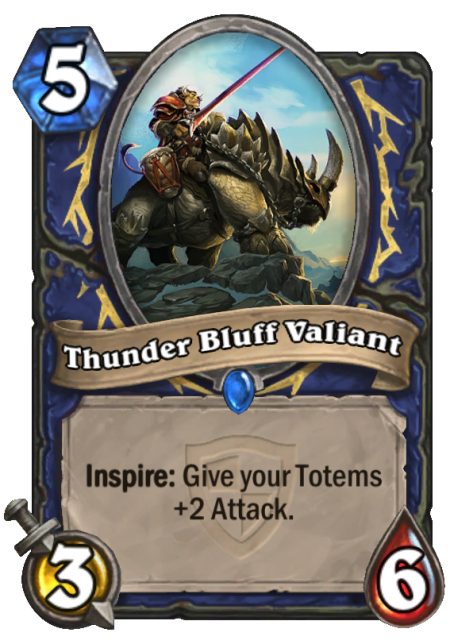 5
Thunder Bluff Valiant
Inspire: Give your Totems
+2 Attack.
3
6